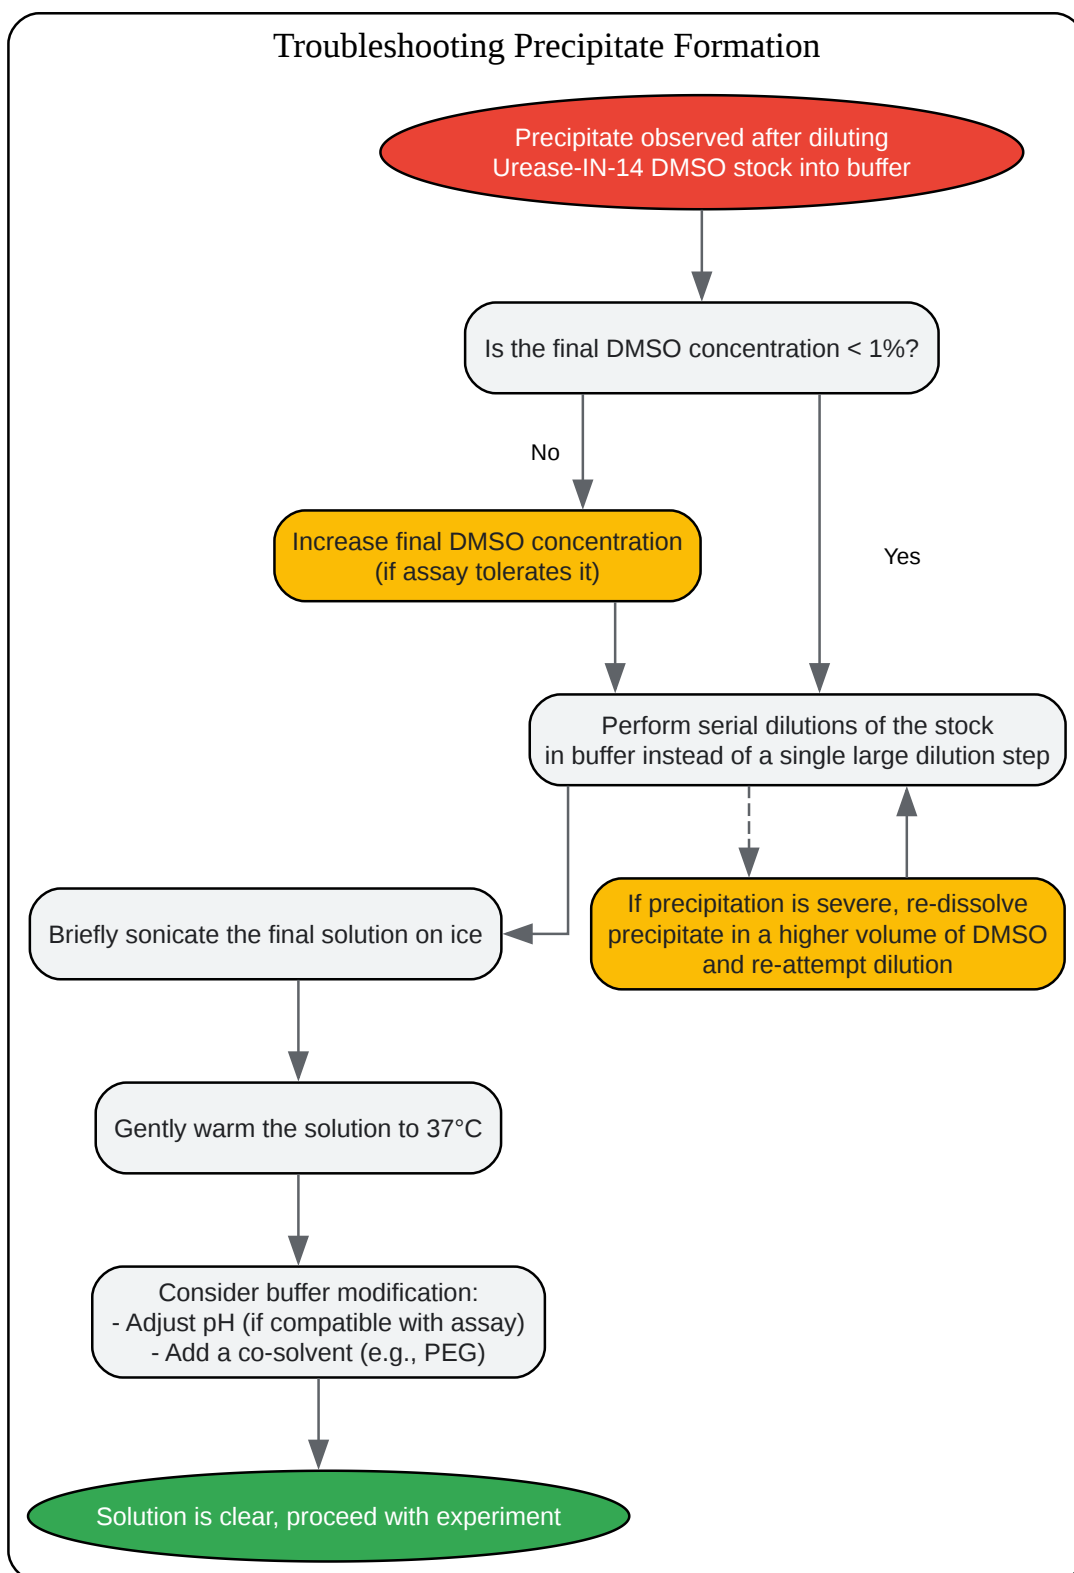 Troubleshooting Precipitate Formation
Precipitate observed after diluting
Urease-IN-14 DMSO stock into buffer
Is the final DMSO concentration < 1%?
No
Increase final DMSO concentration
(if assay tolerates it)
Yes
Perform serial dilutions of the stock
in buffer instead of a single large dilution step
If precipitation is severe, re-dissolve
precipitate in a higher volume of DMSO
and re-attempt dilution
Briefly sonicate the final solution on ice
Gently warm the solution to 37°C
Consider buffer modification:
- Adjust pH (if compatible with assay)
- Add a co-solvent (e.g., PEG)
Solution is clear, proceed with experiment